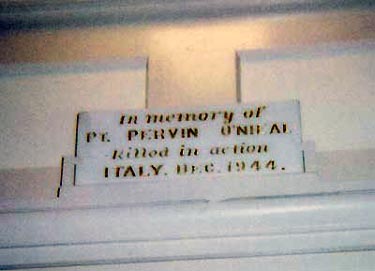 In memory of
PT. PERVIN O'NEAL
killed in action
ITALY. DEC. 1944.